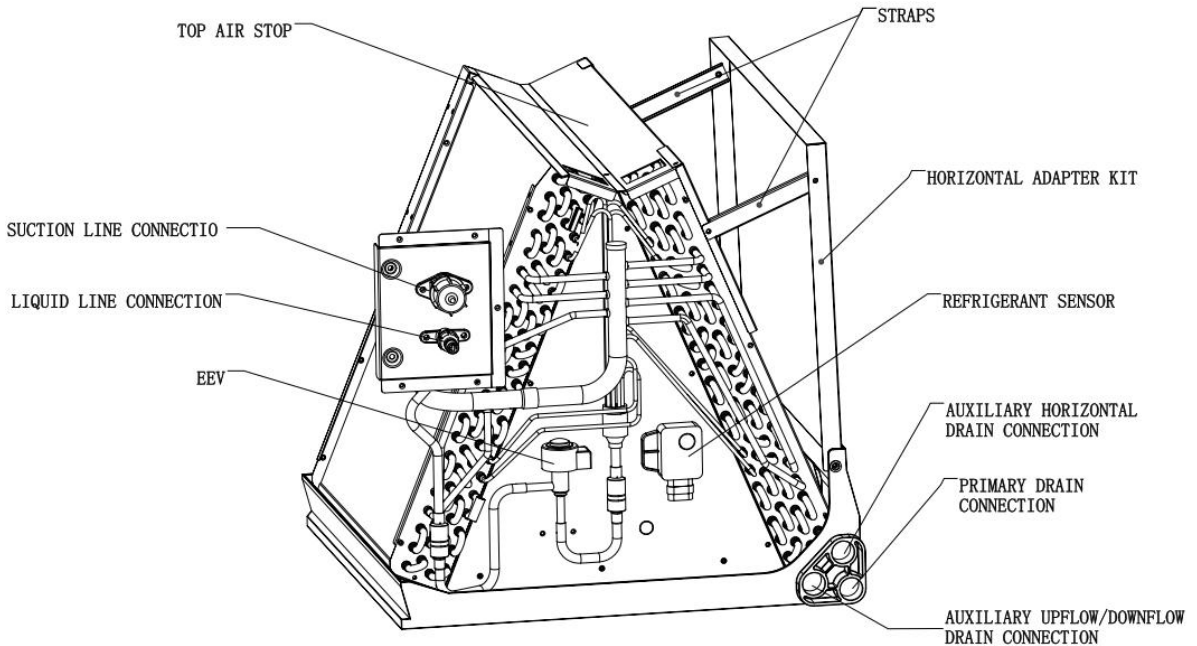 TOP AIR STOP
STRAPS
HORIZONTAL ADAPTER KIT
SUCTION LINE CONNECTIO
LIQUID LINE CONNECTION
REFRIGERANT SENSOR
EEV
AUXILIARY HORIZONTAL
DRAIN CONNECTION
PRIMARY DRAIN
CONNECTION
AUXILIARY UPFLOW/DOWNFLOW
DRAIN CONNECTION